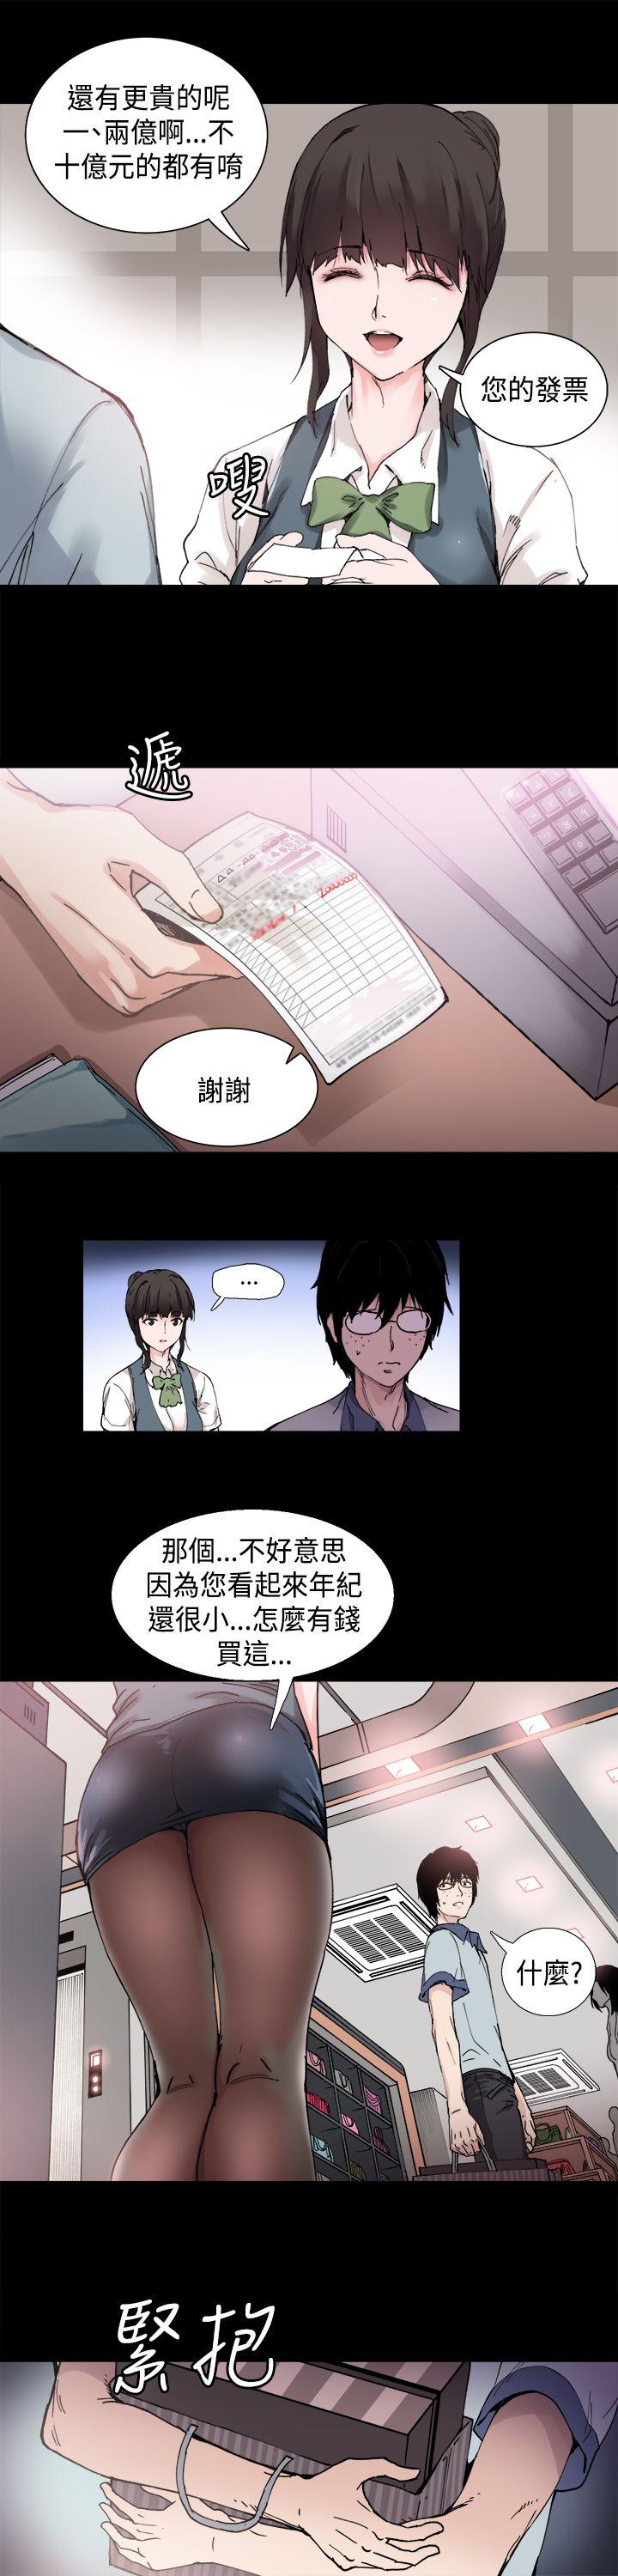 還有更貴的呢
一、兩億啊...不
十億元的都有唷
您的發票
嗖
遞
謝謝
...
那個...不好意思
因為您看起來年紀
還很小...怎麼有錢
買這...
什麼?
緊抱